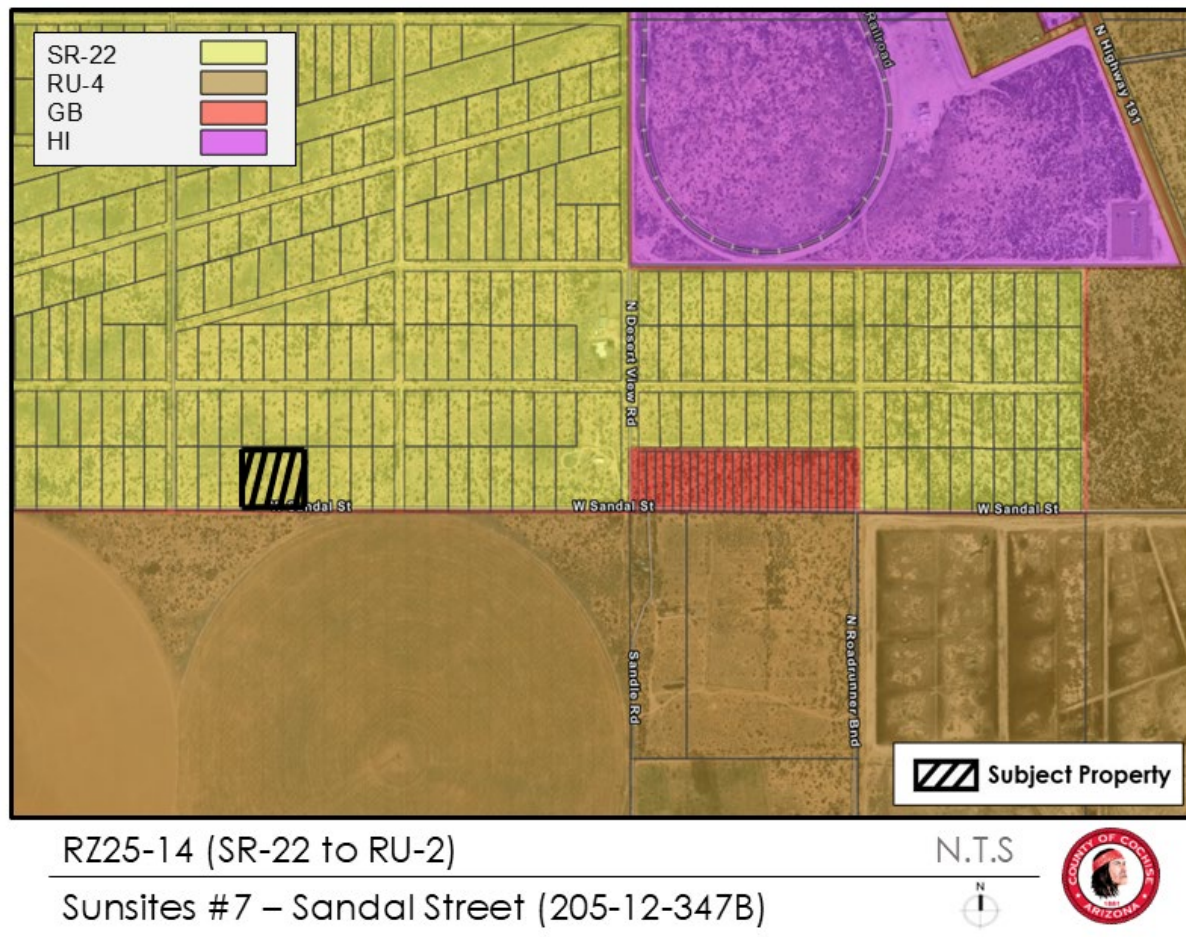 SR-22
RU-4
GB
HI
Railroad
N Highway 191
N Desert View Rd
W Sandal St
W Sandal St
W Sandal St
Sandle Rd
N Roadrunner Bnd
Subject Property
RZ25-14 (SR-22 to RU-2)
N.T.S
Sunsites #7 – Sandal Street (205-12-347B)
N
COUNTY OF COCHISE
1881
ARIZONA